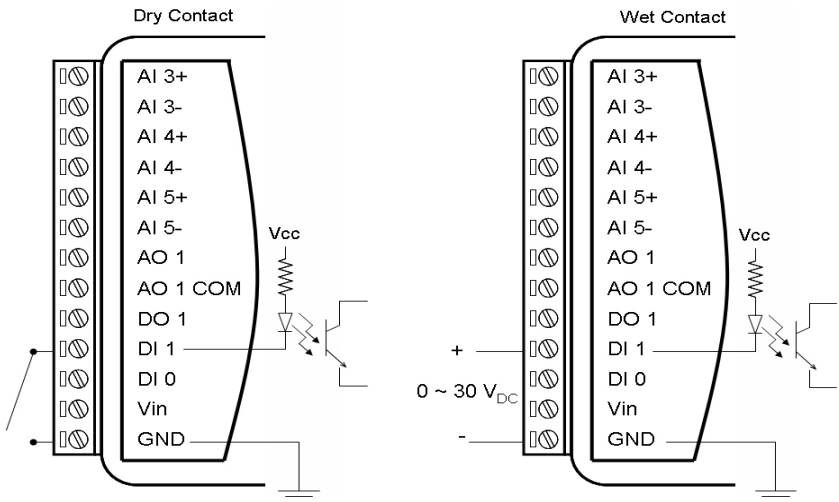 Dry Contact
AI 3+
AI 3-
AI 4+
AI 4-
AI 5+
AI 5-
AO 1
AO 1 COM
DO 1
DI 1
DI 0
Vin
GND
Vcc
Wet Contact
AI 3+
AI 3-
AI 4+
AI 4-
AI 5+
AI 5-
AO 1
AO 1 COM
DO 1
DI 1
DI 0
Vin
GND
Vcc
+
0 ~ 30 VDC
-